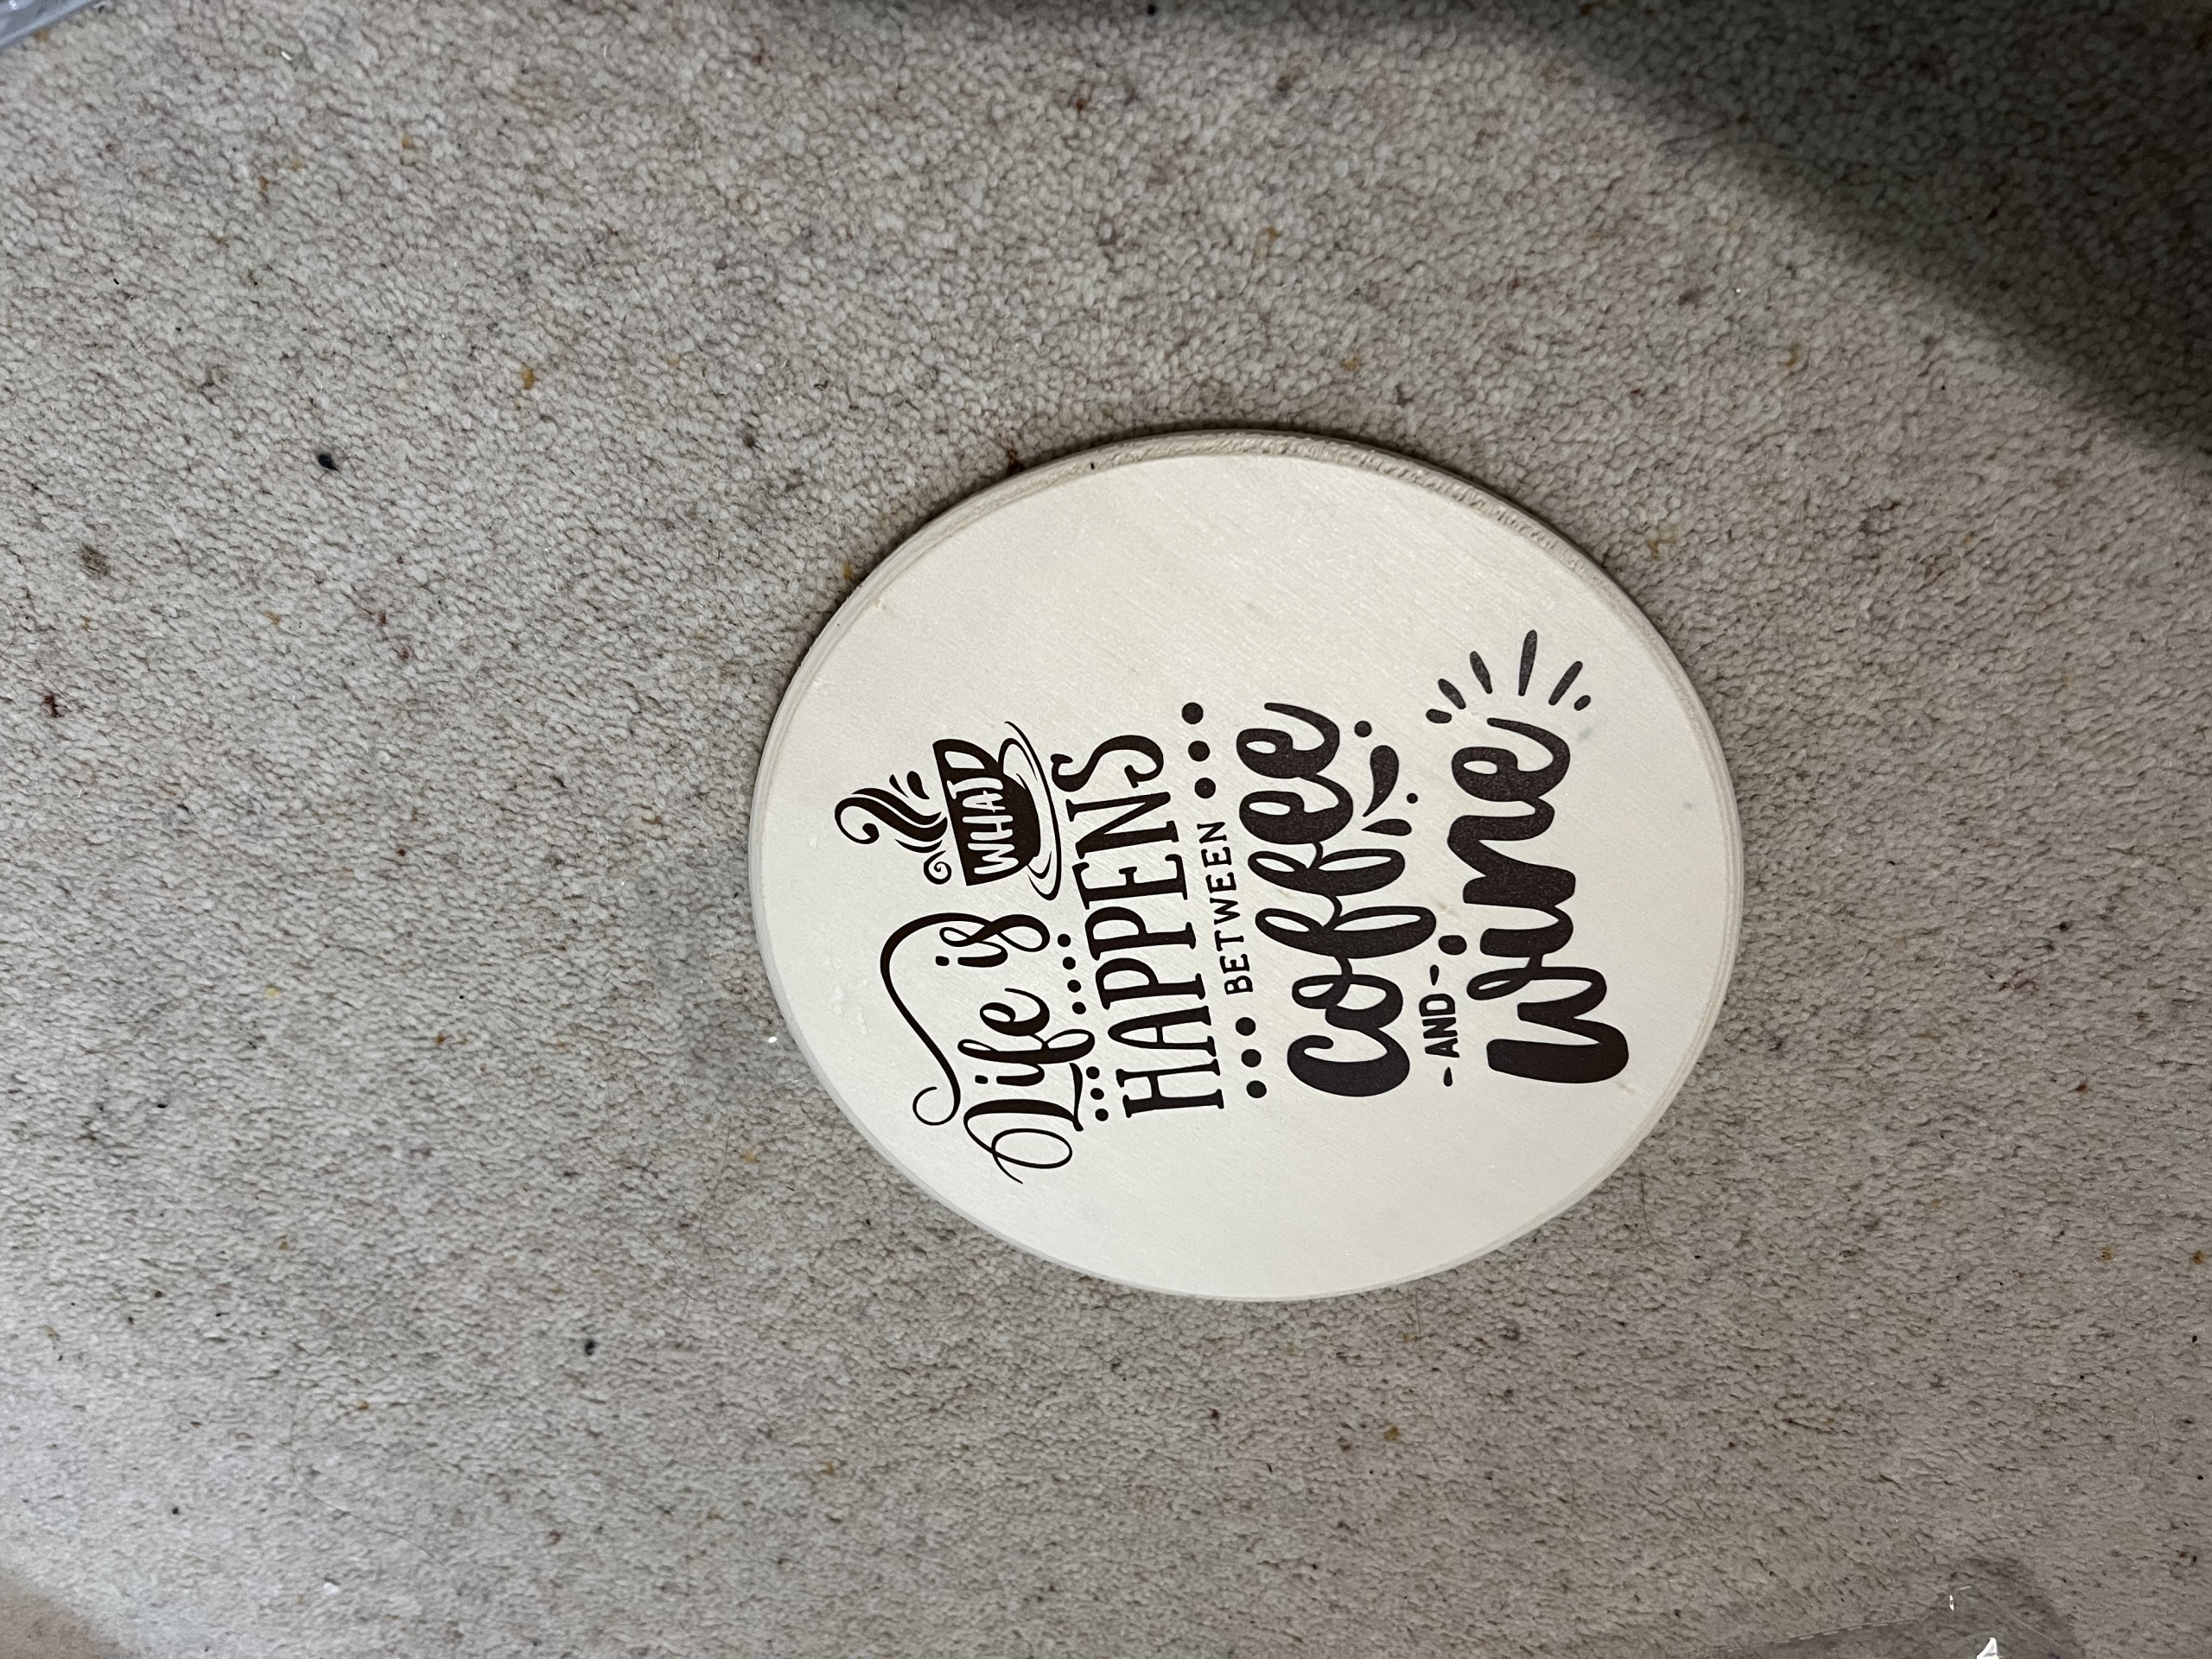 Life is WHAT
HAPPENS
BETWEEN
coffee
-AND-
wine